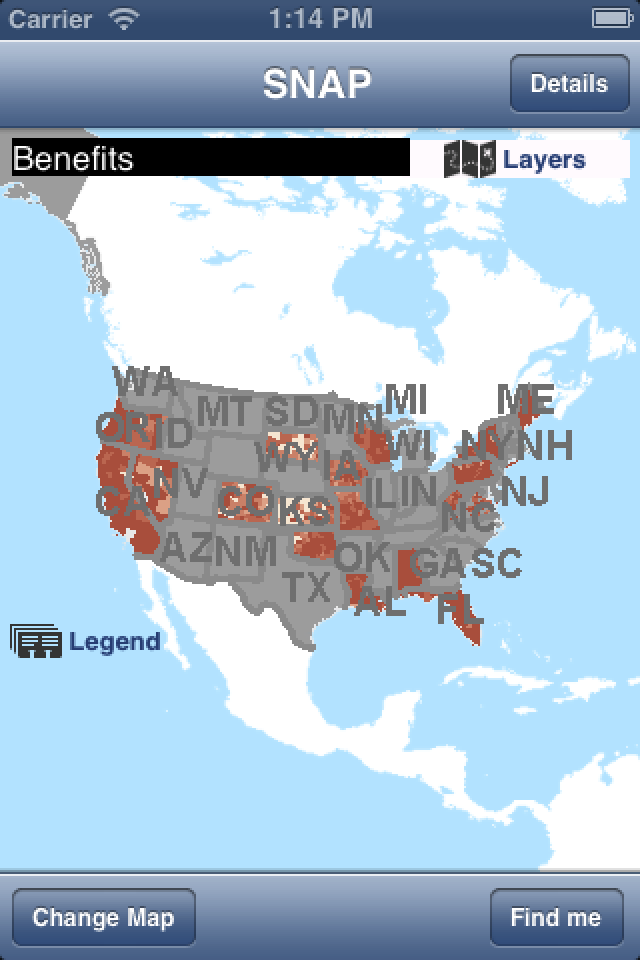 Carrier 1:14 PM
SNAP Details
Benefits Layers
WA
MT SD MN MI ME
OR ID WY IA WI NY NH
NV CO KS IL IN NJ
CA NC
AZ NM OK GA SC
TX AL FL
Legend
Change Map Find me